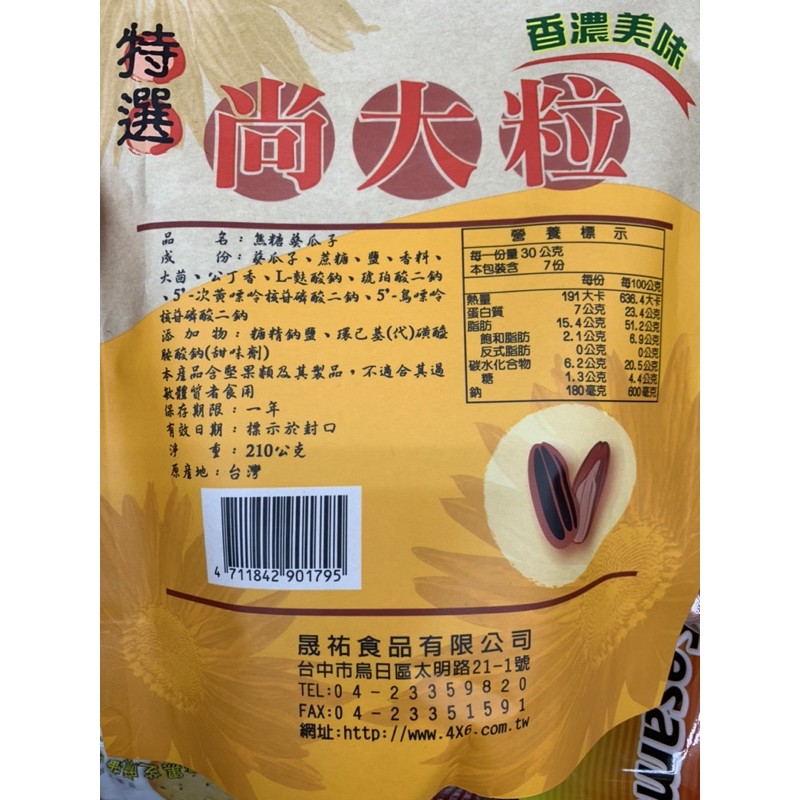 特選
尚大粒
香濃美味
品名：焦糖葵瓜子
成份：葵瓜子、蔗糖、鹽、香料、
大茴、公丁香、L-麩酸鈉、琥珀酸二鈉
、5'-次黃嘌呤核苷磷酸二鈉、5'-鳥嘌呤
核苷磷酸二鈉
添加物：糖精鈉鹽、環己基(代)磺醯
胺酸鈉(甜味劑)
本產品含堅果類及其製品，不適合其過
敏體質者食用
保存期限：一年
有效日期：標示於封口
淨重：210公克
原產地：台灣
營養標示
每一份量 30 公克
本包裝含 7份
每份 每100公克
熱量 191大卡 636.4大卡
蛋白質 7公克 23.4公克
脂肪 15.4公克 51.2公克
飽和脂肪 2.1公克 6.9公克
反式脂肪 0公克 0公克
碳水化合物 6.2公克 20.5公克
糖 1.3公克 4.4公克
鈉 180毫克 600毫克
4 711842 901795
晟祐食品有限公司
台中市烏日區太明路21-1號
TEL:04-23359820
FAX:04-23351591
網址:http://www.4X6.com.tw
Sesam